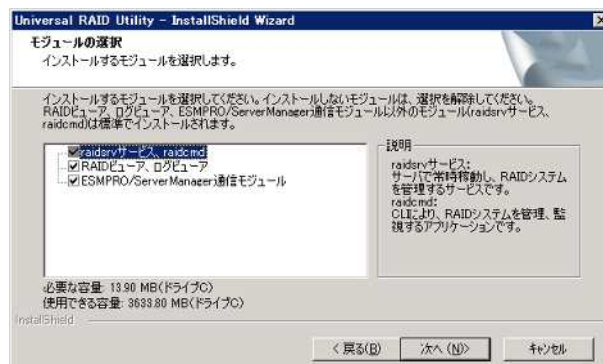 Universal RAID Utility - InstallShield Wizard
モジュールの選択
インストールするモジュールを選択します。
インストールするモジュールを選択してください。インストールしないモジュールは、選択を解除してください。
RAIDビューア、ログビューア、ESMPRO/ServerManager通信モジュール以外のモジュール(raidsrvサービス、
raidcmd)は標準でインストールされます。
raidsrvサービス、raidcmd
RAIDビューア、ログビューア
ESMPRO/ServerManager通信モジュール
説明
raidsrvサービス:
サーバで常時稼動し、RAIDシステム
を管理するサービスです。
raidcmd:
CLIにより、RAIDシステムを管理、監
視するアプリケーションです。
必要な容量: 13.90 MB(ドライブC)
使用できる容量: 3633.80 MB(ドライブC)
InstallShield
< 戻る(B)
次へ (N)>
キャンセル